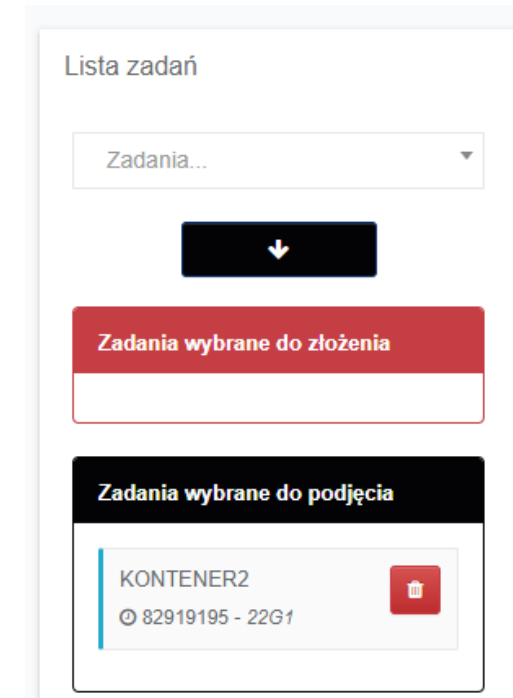 Lista zadań
Zadania...
Zadania wybrane do złożenia
Zadania wybrane do podjęcia
KONTENER2
82919195 - 22G1